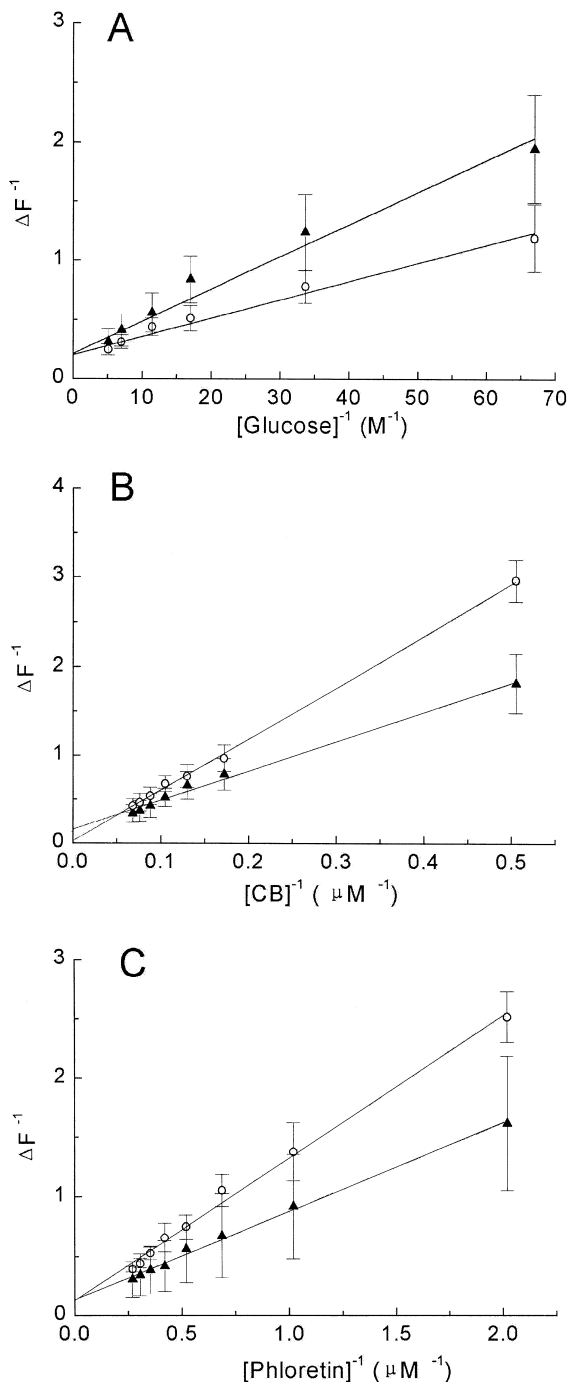 A
3
2
1
0
ΔF⁻¹
0 10 20 30 40 50 60 70
[Glucose]⁻¹ (M⁻¹)
B
4
3
2
1
0
ΔF⁻¹
0.0 0.1 0.2 0.3 0.4 0.5
[CB]⁻¹ ( μM ⁻¹)
C
3
2
1
0
ΔF⁻¹
0.0 0.5 1.0 1.5 2.0
[Phloretin]⁻¹ (μM ⁻¹)